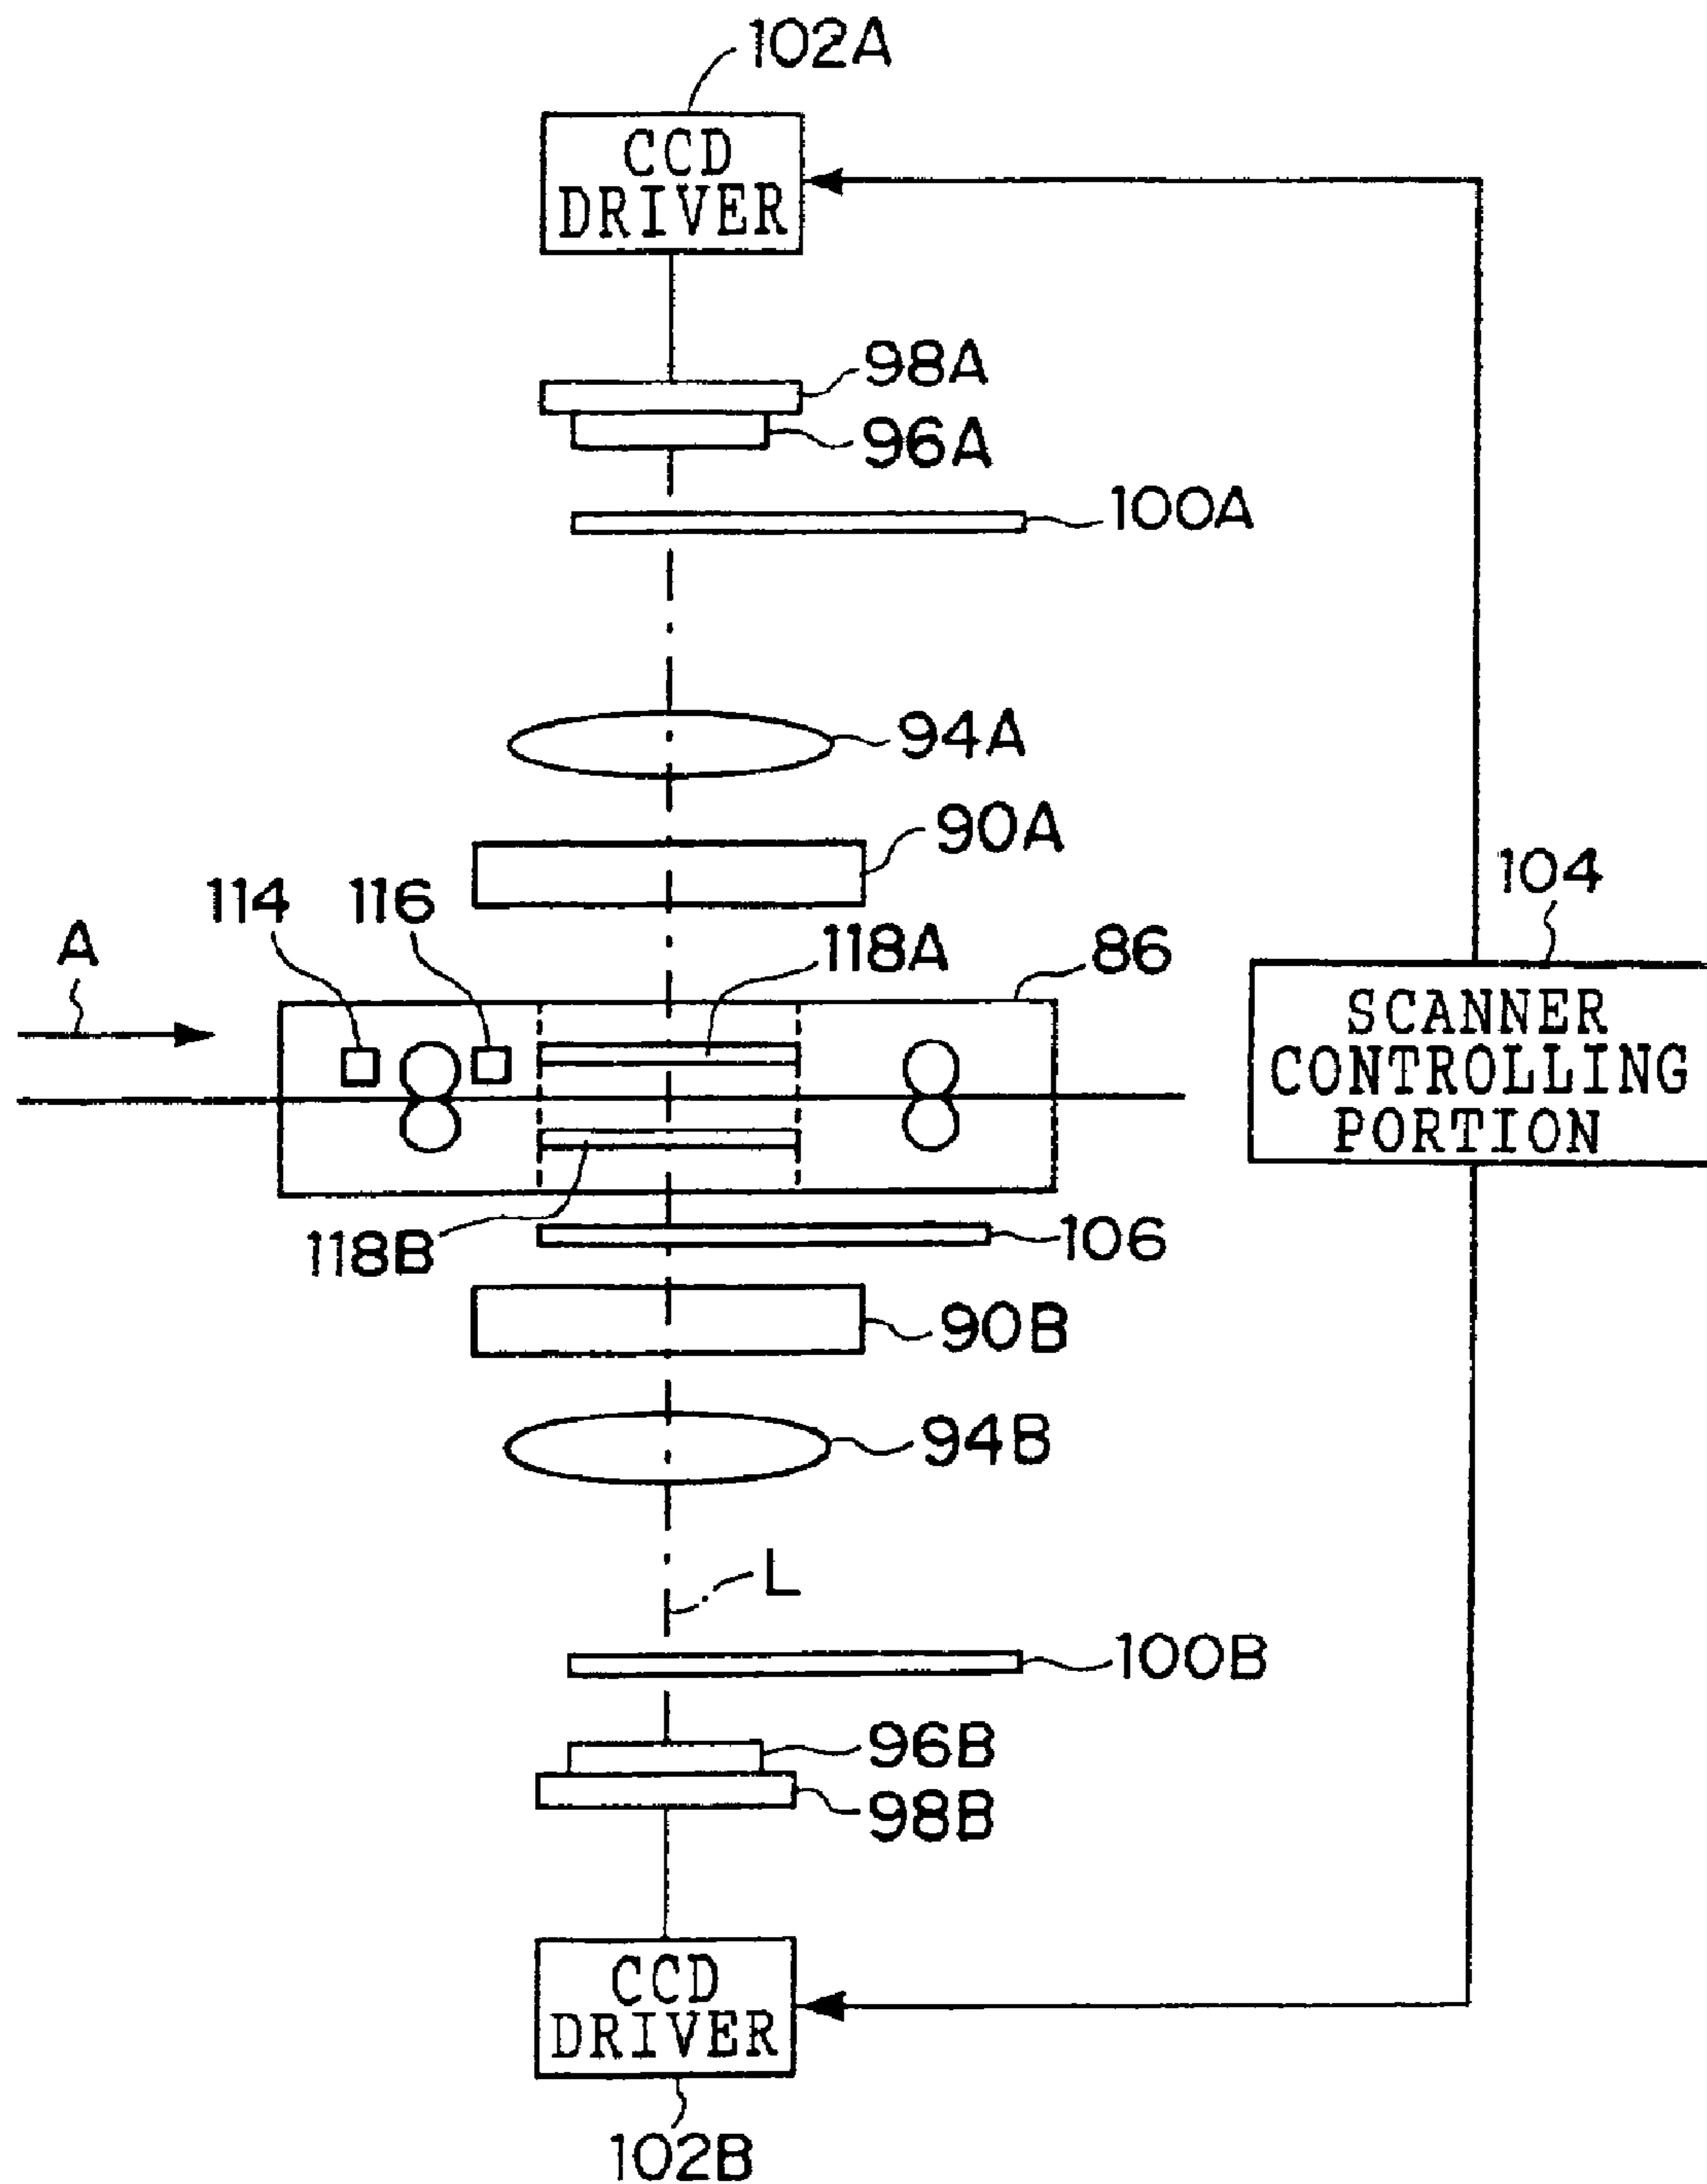 102A
CCD
DRIVER
98A
96A
100A
94A
90A
104
114
116
A
118A
86
SCANNER
CONTROLLING
PORTION
118B
106
90B
94B
L
100B
96B
98B
CCD
DRIVER
102B